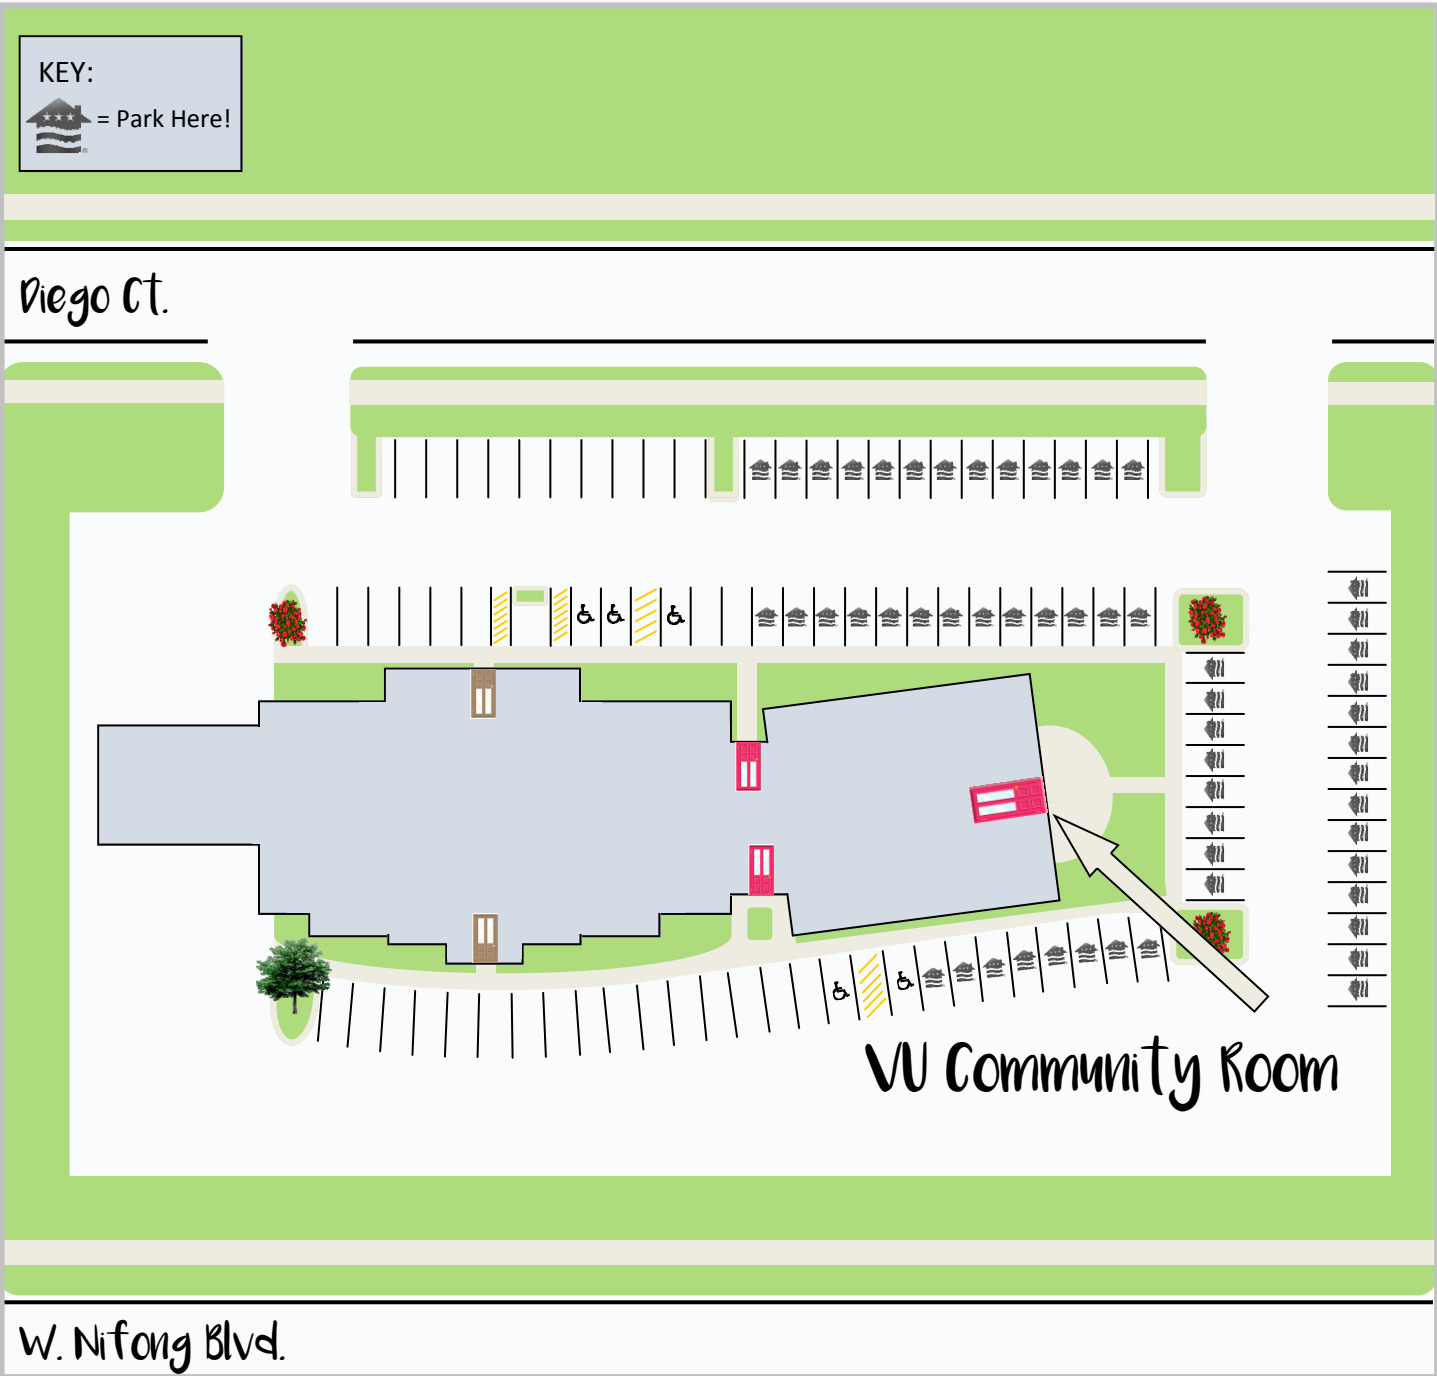 KEY:
= Park Here!
Diego Ct.
VU Community Room
W. Nifong Blvd.